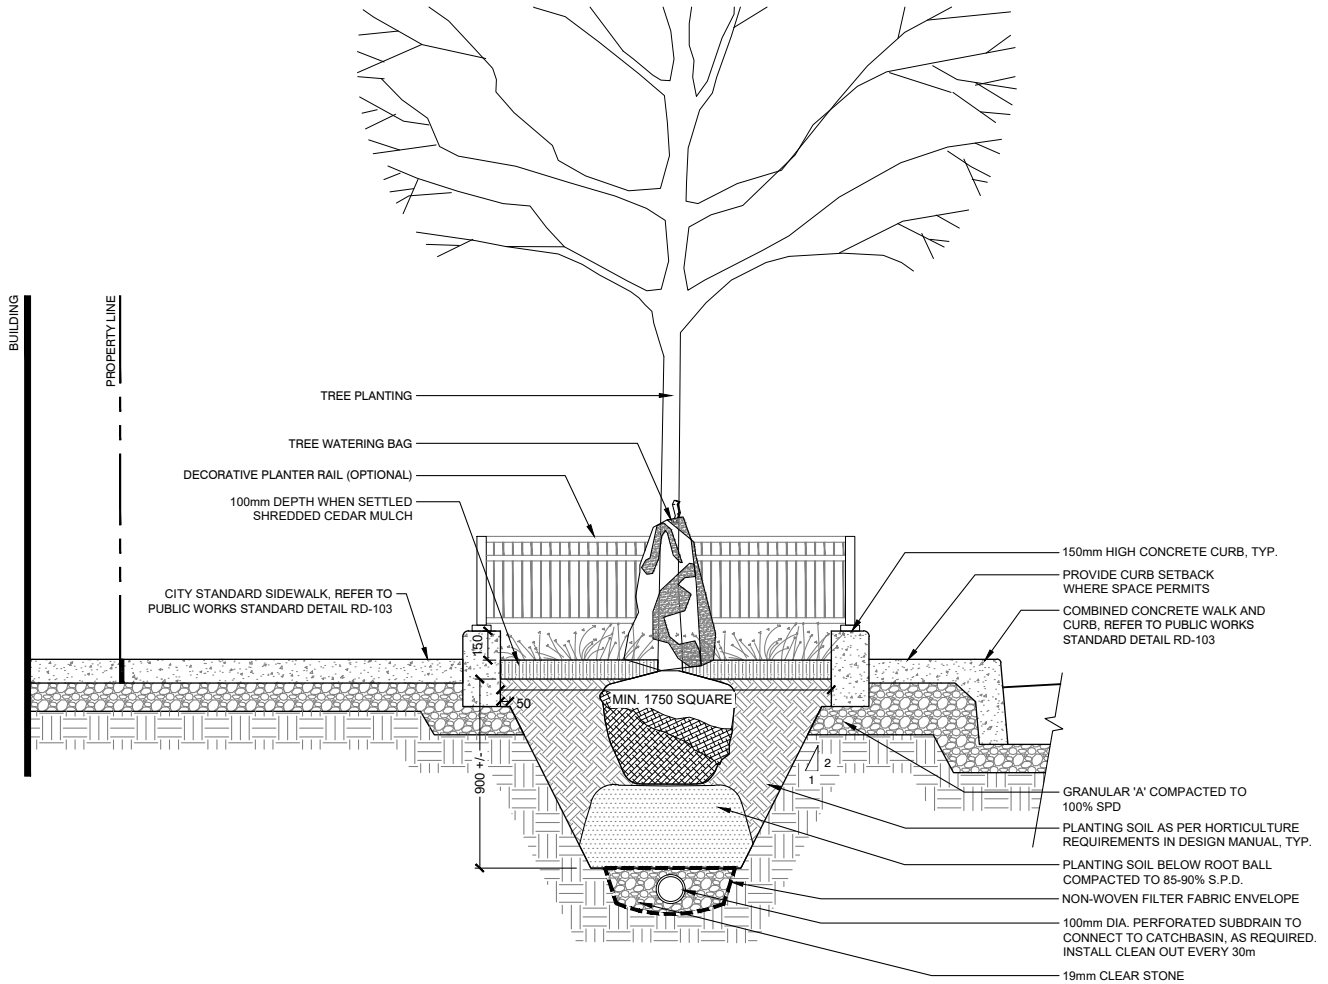 BUILDING
PROPERTY LINE
TREE PLANTING
TREE WATERING BAG
DECORATIVE PLANTER RAIL (OPTIONAL)
100mm DEPTH WHEN SETTLED
SHREDDED CEDAR MULCH
CITY STANDARD SIDEWALK, REFER TO
PUBLIC WORKS STANDARD DETAIL RD-103
150
50
MIN. 1750 SQUARE
900 +/-
1
2
150mm HIGH CONCRETE CURB, TYP.
PROVIDE CURB SETBACK
WHERE SPACE PERMITS
COMBINED CONCRETE WALK AND
CURB, REFER TO PUBLIC WORKS
STANDARD DETAIL RD-103
GRANULAR 'A' COMPACTED TO
100% SPD
PLANTING SOIL AS PER HORTICULTURE
REQUIREMENTS IN DESIGN MANUAL, TYP.
PLANTING SOIL BELOW ROOT BALL
COMPACTED TO 85-90% S.P.D.
NON-WOVEN FILTER FABRIC ENVELOPE
100mm DIA. PERFORATED SUBDRAIN TO
CONNECT TO CATCHBASIN, AS REQUIRED.
INSTALL CLEAN OUT EVERY 30m
19mm CLEAR STONE